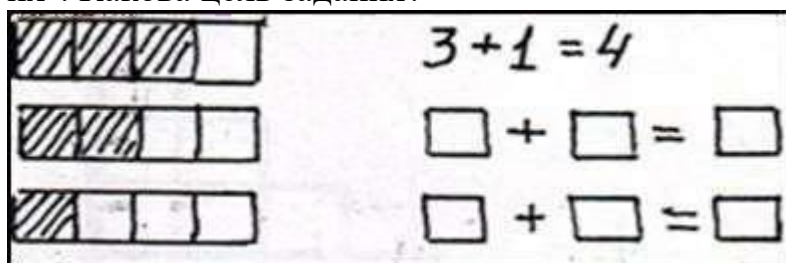 3+1=4
□ + □ = □
□ + □ = □